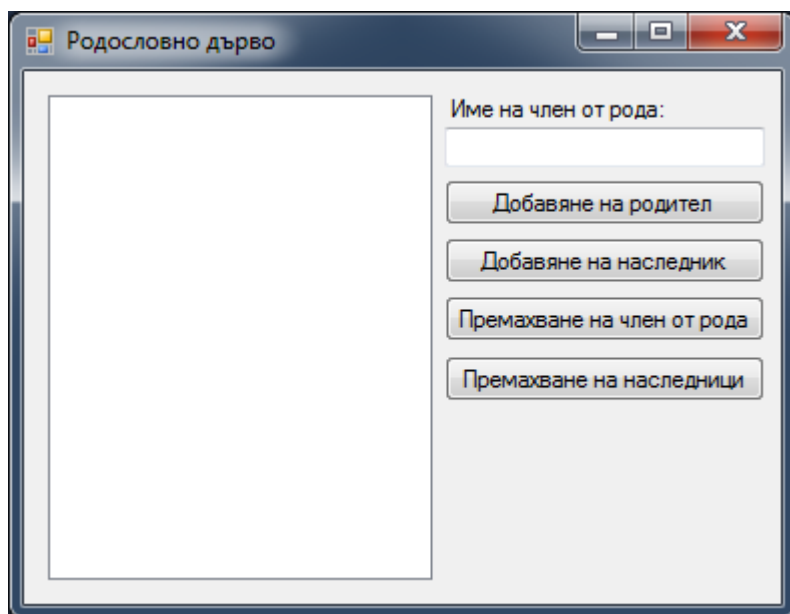 Родословно дърво
Име на член от рода:
Добавяне на родител
Добавяне на наследник
Премахване на член от рода
Премахване на наследници